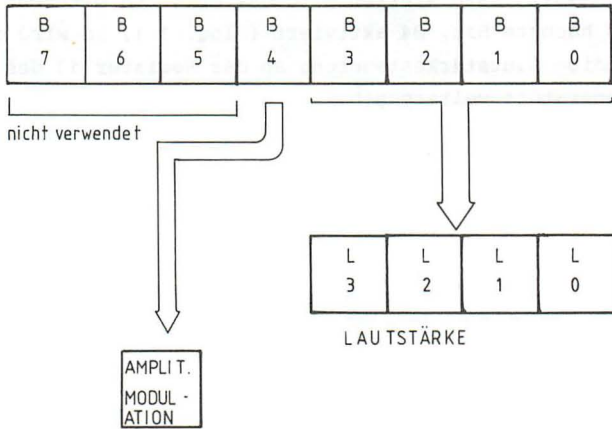 B B B B B B B B
7 6 5 4 3 2 1 0
nicht verwendet
L L L L
3 2 1 0
LAUTSTÄRKE
AMPLIT.
MODUL -
ATION